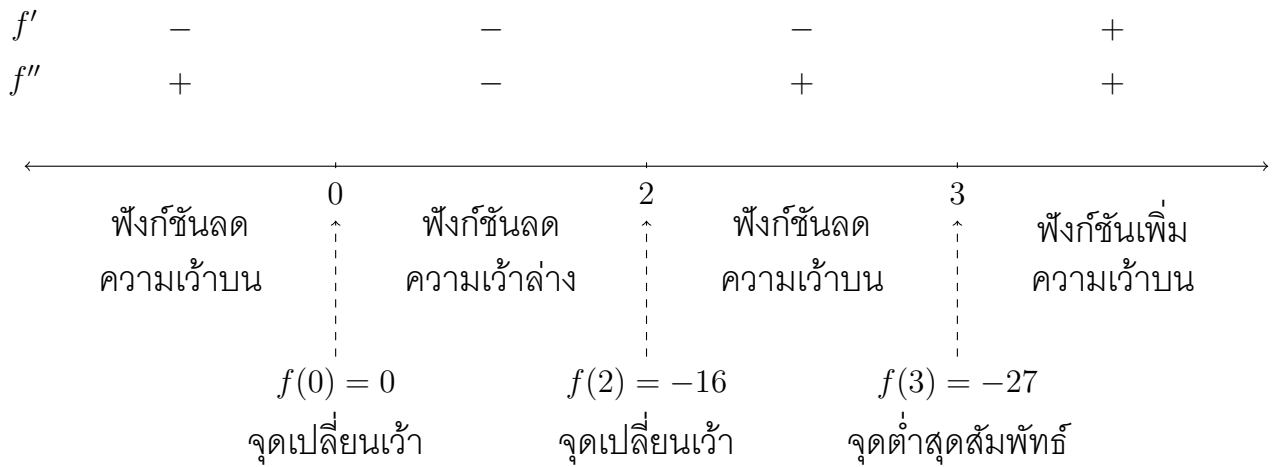 f′ − − − +
f″ + − + +
0 2 3
ฟังก์ชันลด ฟังก์ชันลด ฟังก์ชันลด ฟังก์ชันเพิ่ม
ความเว้าบน ความเว้าล่าง ความเว้าบน ความเว้าบน
f(0) = 0 f(2) = −16 f(3) = −27
จุดเปลี่ยนเว้า จุดเปลี่ยนเว้า จุดต่ำสุดสัมพัทธ์